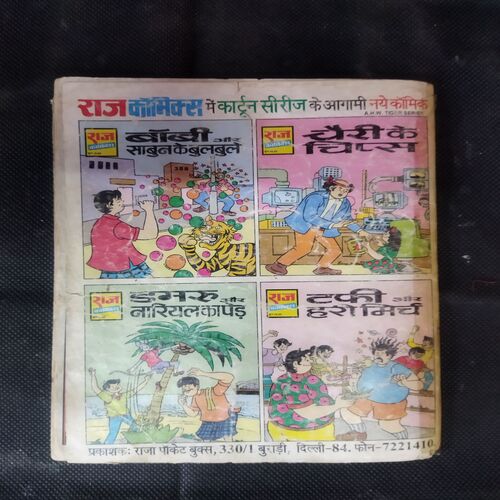 राज कॉमिक्स में कार्टून सीरीज के आगामी नये कॉमिक
राज
कॉमिक्स
बॉबी और
साबुन के बुलबुले
राज
कॉमिक्स
चैरी के
चिप्स
राज
कॉमिक्स
डमरु और
नारियल का पेड़
राज
कॉमिक्स
टफी और
हरी मिर्च
प्रकाशकः राजा पॉकेट बुक्स, 330/1 बुराड़ी, दिल्ली-84. फोन-7221410